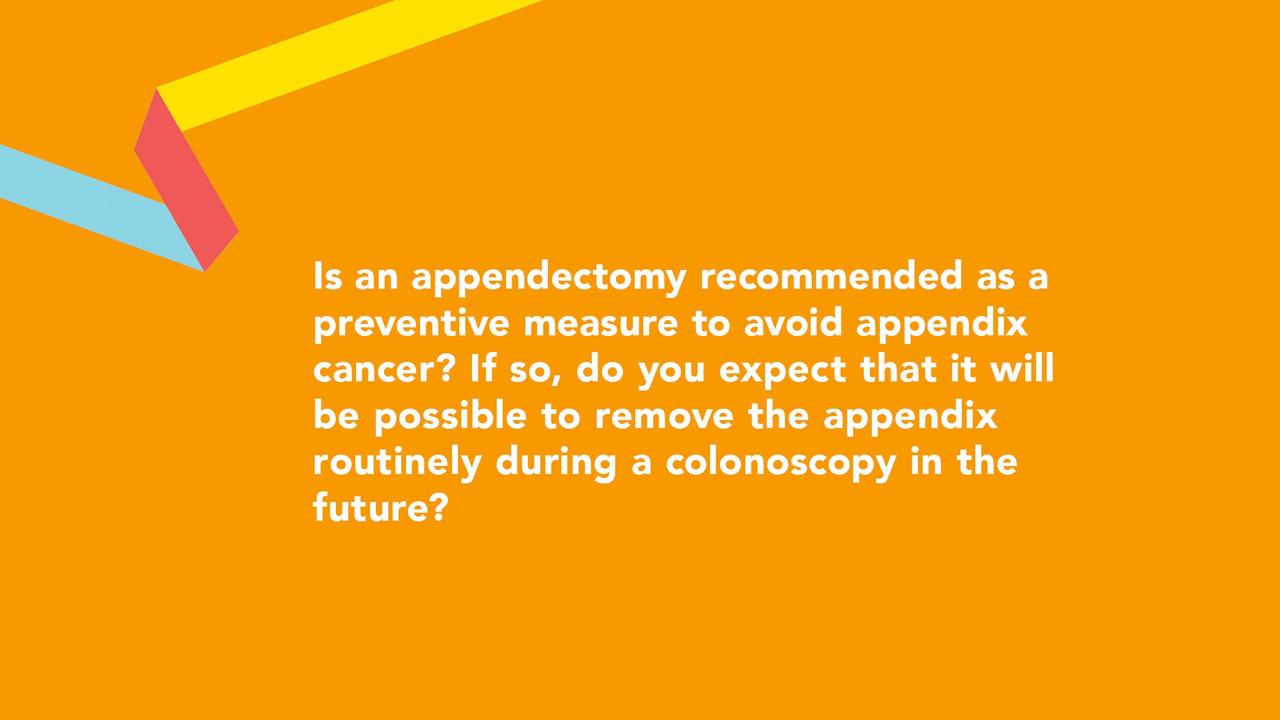 Is an appendectomy recommended as a
preventive measure to avoid appendix
cancer? If so, do you expect that it will
be possible to remove the appendix
routinely during a colonoscopy in the
future?